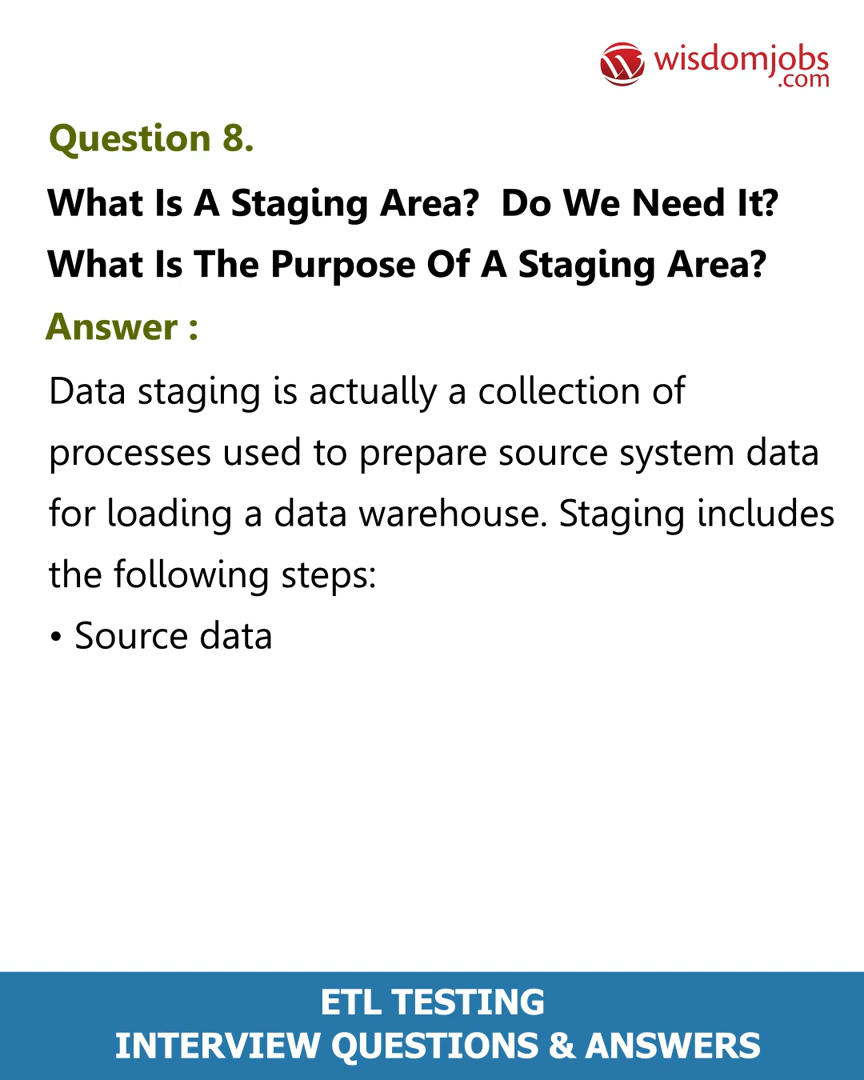 wisdomjobs
.com
Question 8.
What Is A Staging Area?  Do We Need It?
What Is The Purpose Of A Staging Area?
Answer :
Data staging is actually a collection of
processes used to prepare source system data
for loading a data warehouse. Staging includes
the following steps:
• Source data
ETL TESTING
INTERVIEW QUESTIONS & ANSWERS